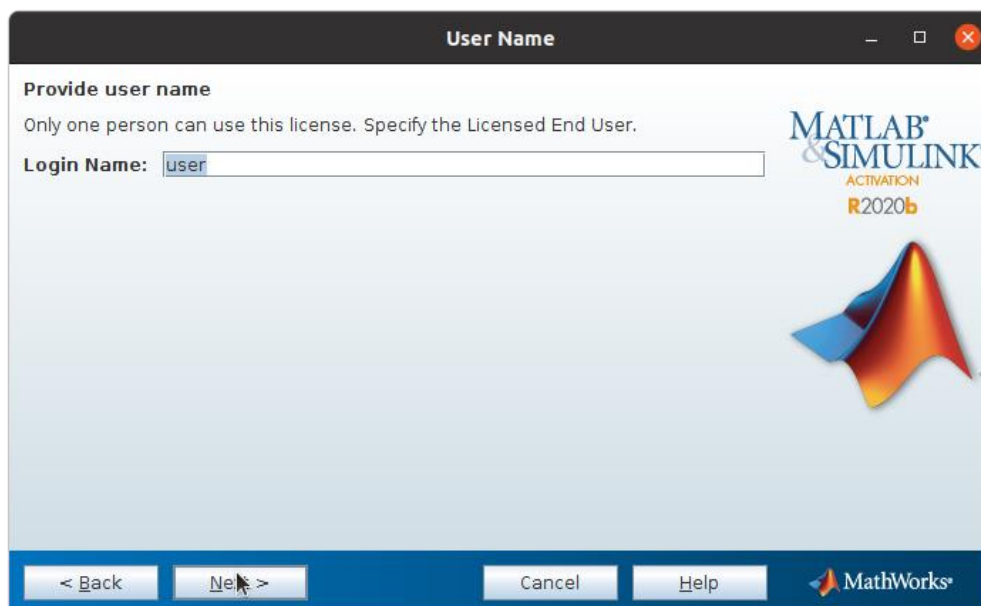 User Name
Provide user name
Only one person can use this license. Specify the Licensed End User.
Login Name: user
MATLAB®
&SIMULINK®
ACTIVATION
R2020b
< Back Next > Cancel Help MathWorks®